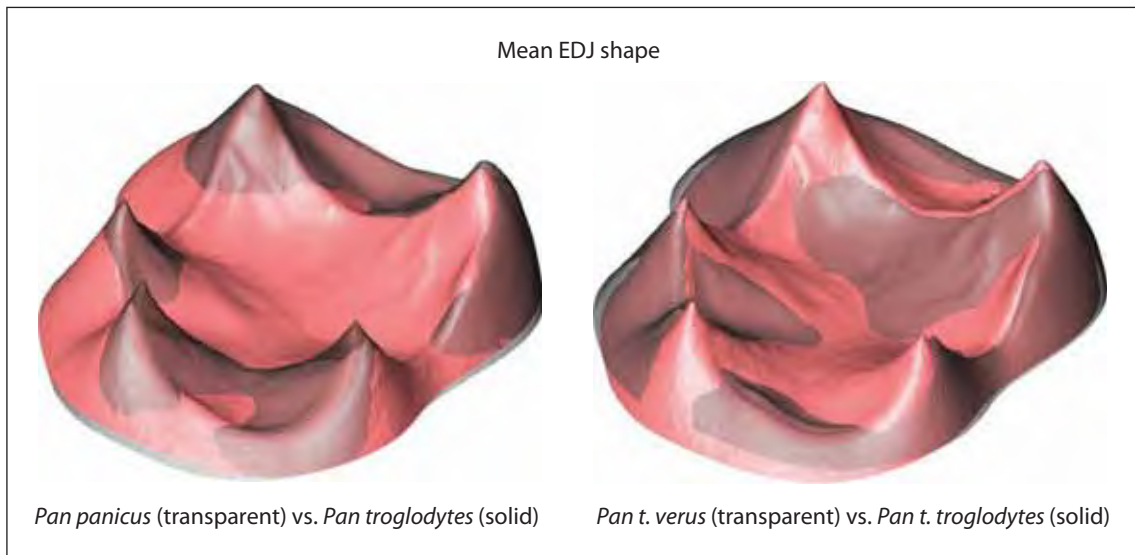 Mean EDJ shape
Pan panicus (transparent) vs. Pan troglodytes (solid)
Pan t. verus (transparent) vs. Pan t. troglodytes (solid)